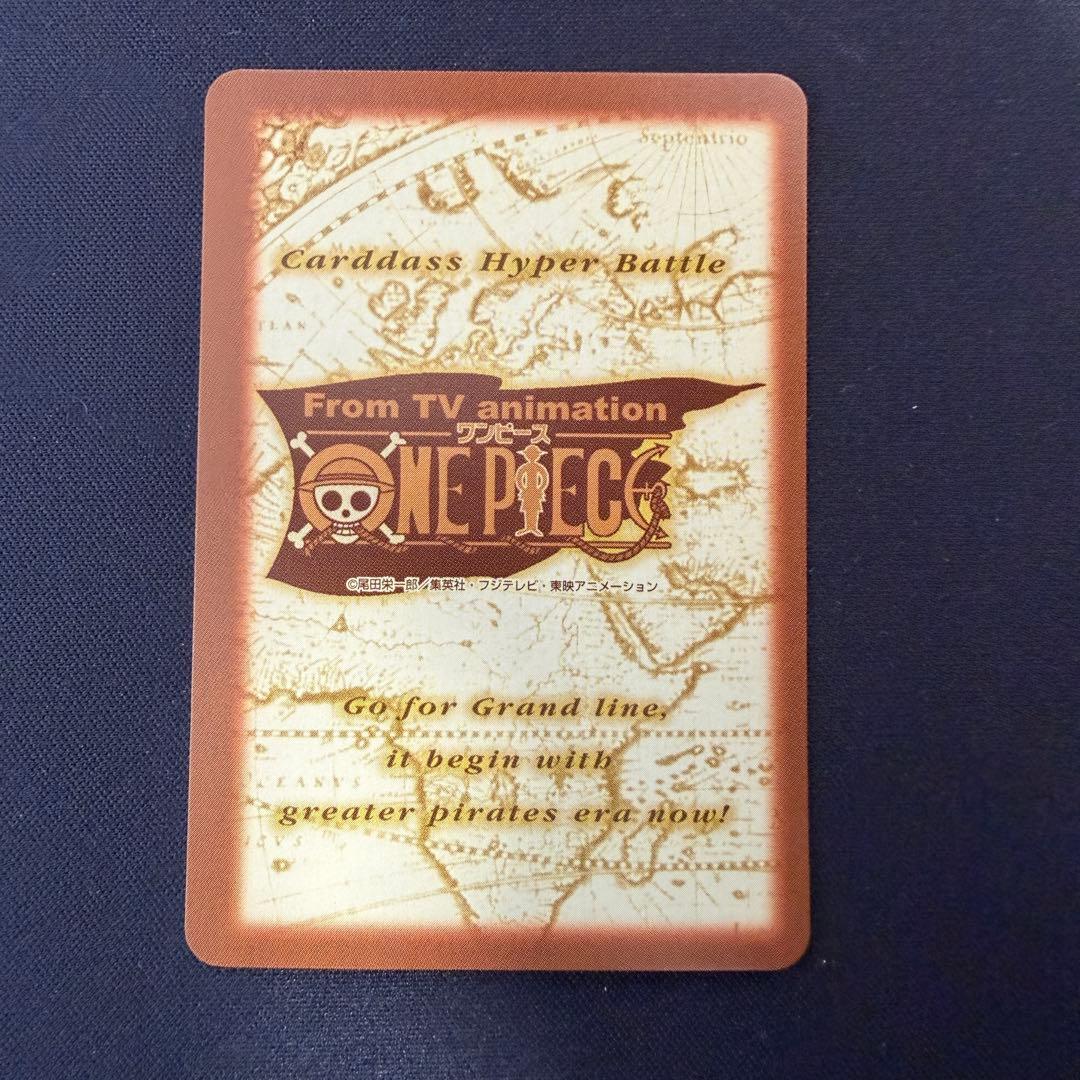 Septentrio
Carddass Hyper Battle
TLAN
From TV animation
ワンピース
ONE PIECE
©尾田栄一郎／集英社・フジテレビ・東映アニメーション
Go for Grand line,
it begin with
CEANVS
greater pirates era now!